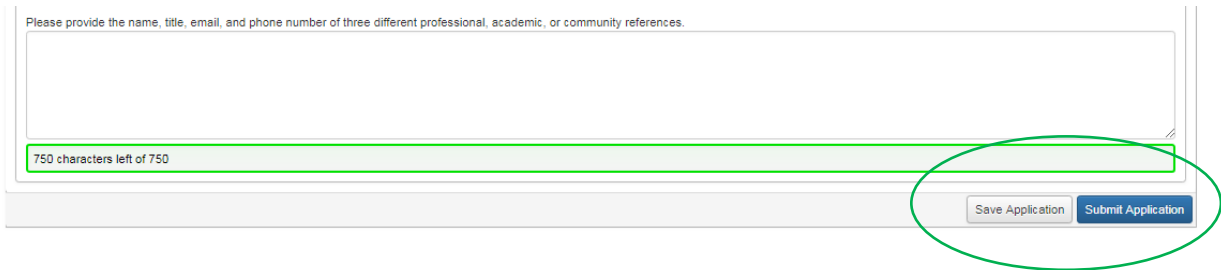 Please provide the name, title, email, and phone number of three different professional, academic, or community references.
750 characters left of 750
Save Application Submit Application